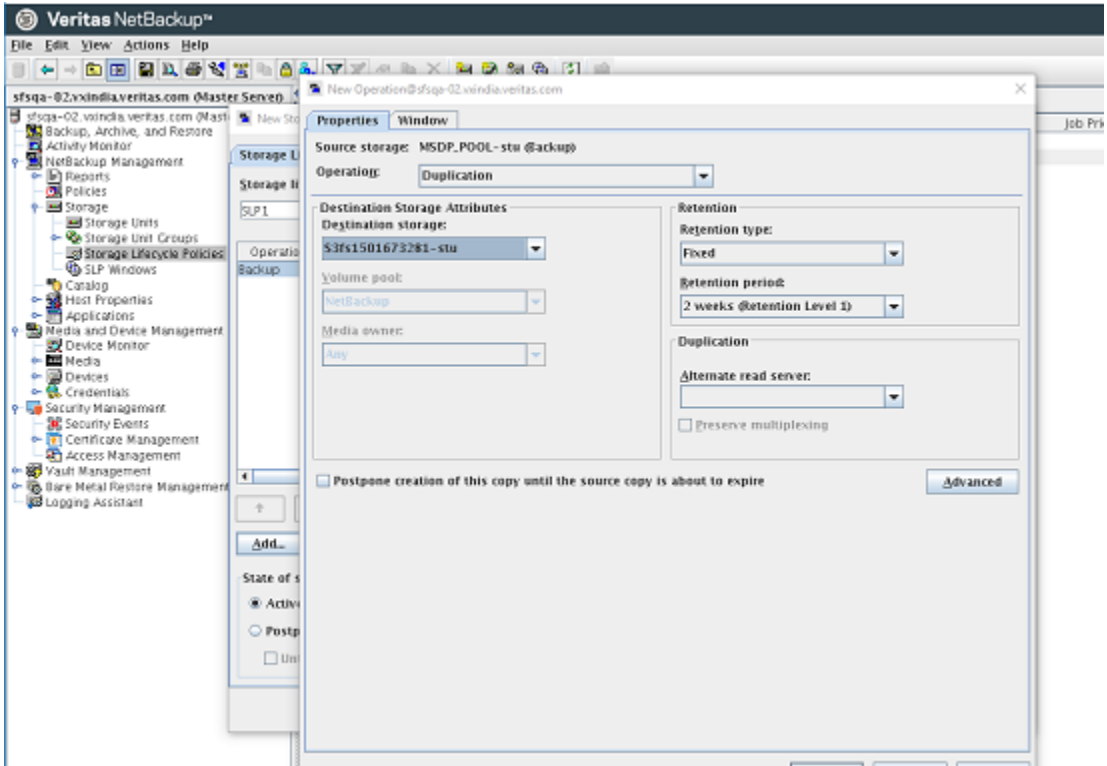 Veritas NetBackup™
File Edit View Actions Help
sfsqa-02.vxindia.veritas.com (Master Server)
sfsqa-02.vxindia.veritas.com (Mast
Backup, Archive, and Restore
Activity Monitor
NetBackup Management
Reports
Policies
Storage
Storage Units
Storage Unit Groups
Storage Lifecycle Policies
SLP Windows
Catalog
Host Properties
Applications
Media and Device Management
Device Monitor
Media
Devices
Credentials
Security Management
Security Events
Certificate Management
Access Management
Vault Management
Bare Metal Restore Management
Logging Assistant
New Sto
Storage L
Storage li
SLP1
Operatio
Backup
Add...
State of s
Active
Postp
Unt
New Operation@sfsqa-02.vxindia.veritas.com
Properties Window
Source storage: MSDP_POOL-stu (Backup)
Operation: Duplication
Destination Storage Attributes
Destination storage:
S3fs1501673281-stu
Volume pool:
NetBackup
Media owner:
Any
Retention
Retention type:
Fixed
Retention period:
2 weeks (Retention Level 1)
Duplication
Alternate read server:
Preserve multiplexing
Postpone creation of this copy until the source copy is about to expire
Advanced
Job Pri